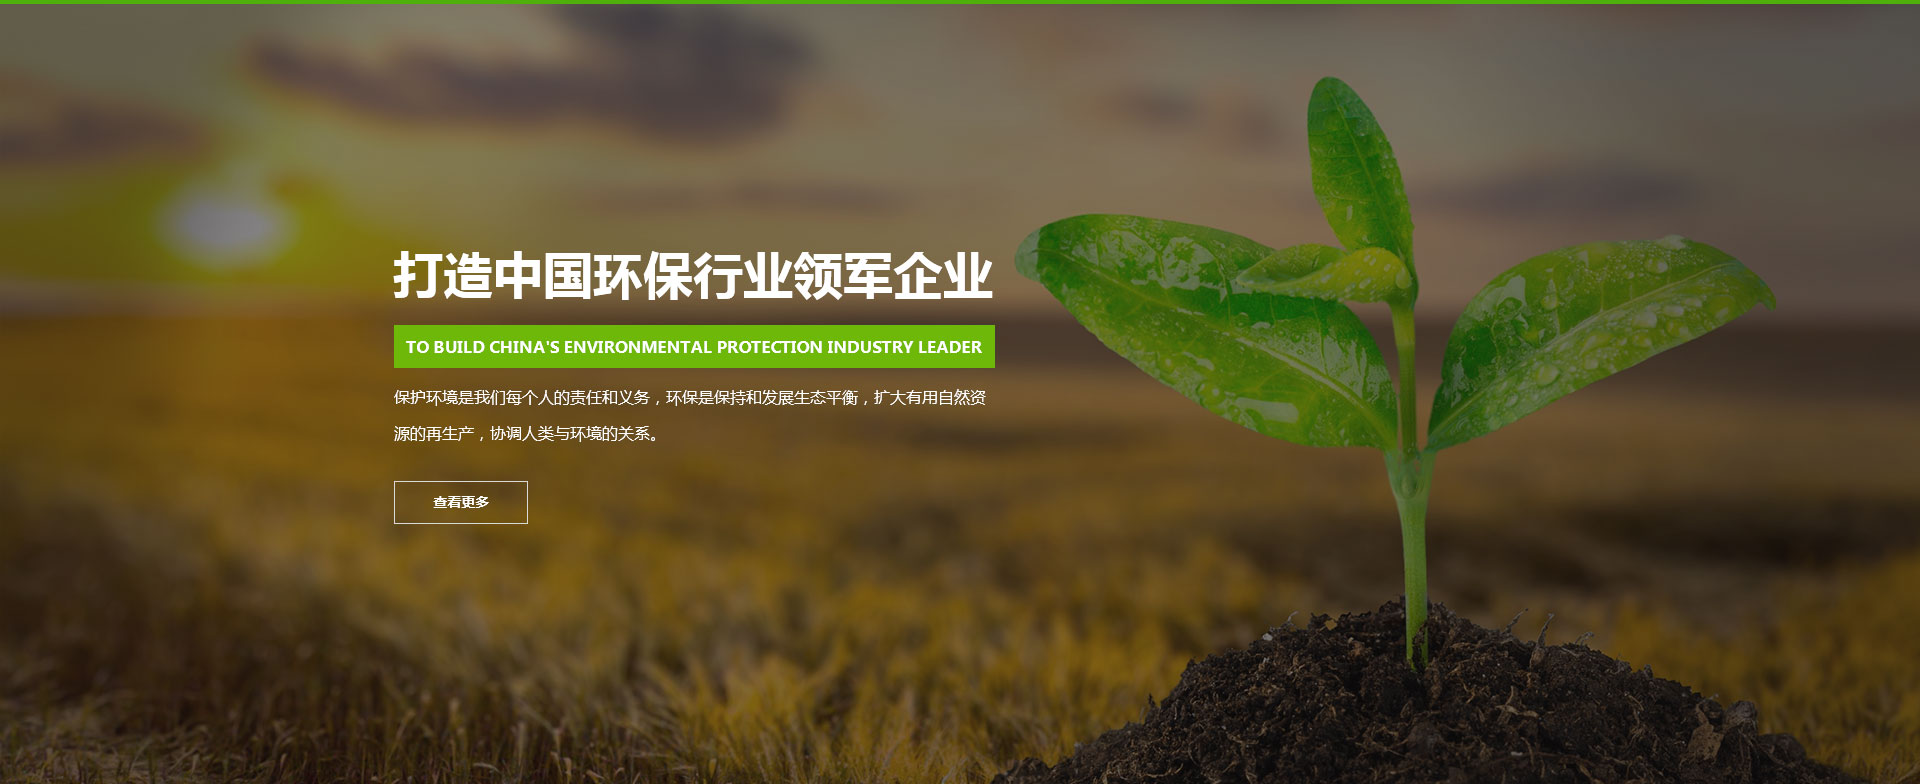 打造中国环保行业领军企业
TO BUILD CHINA'S ENVIRONMENTAL PROTECTION INDUSTRY LEADER
保护环境是我们每个人的责任和义务，环保是保持和发展生态平衡，扩大有用自然资
源的再生产，协调人类与环境的关系。
查看更多